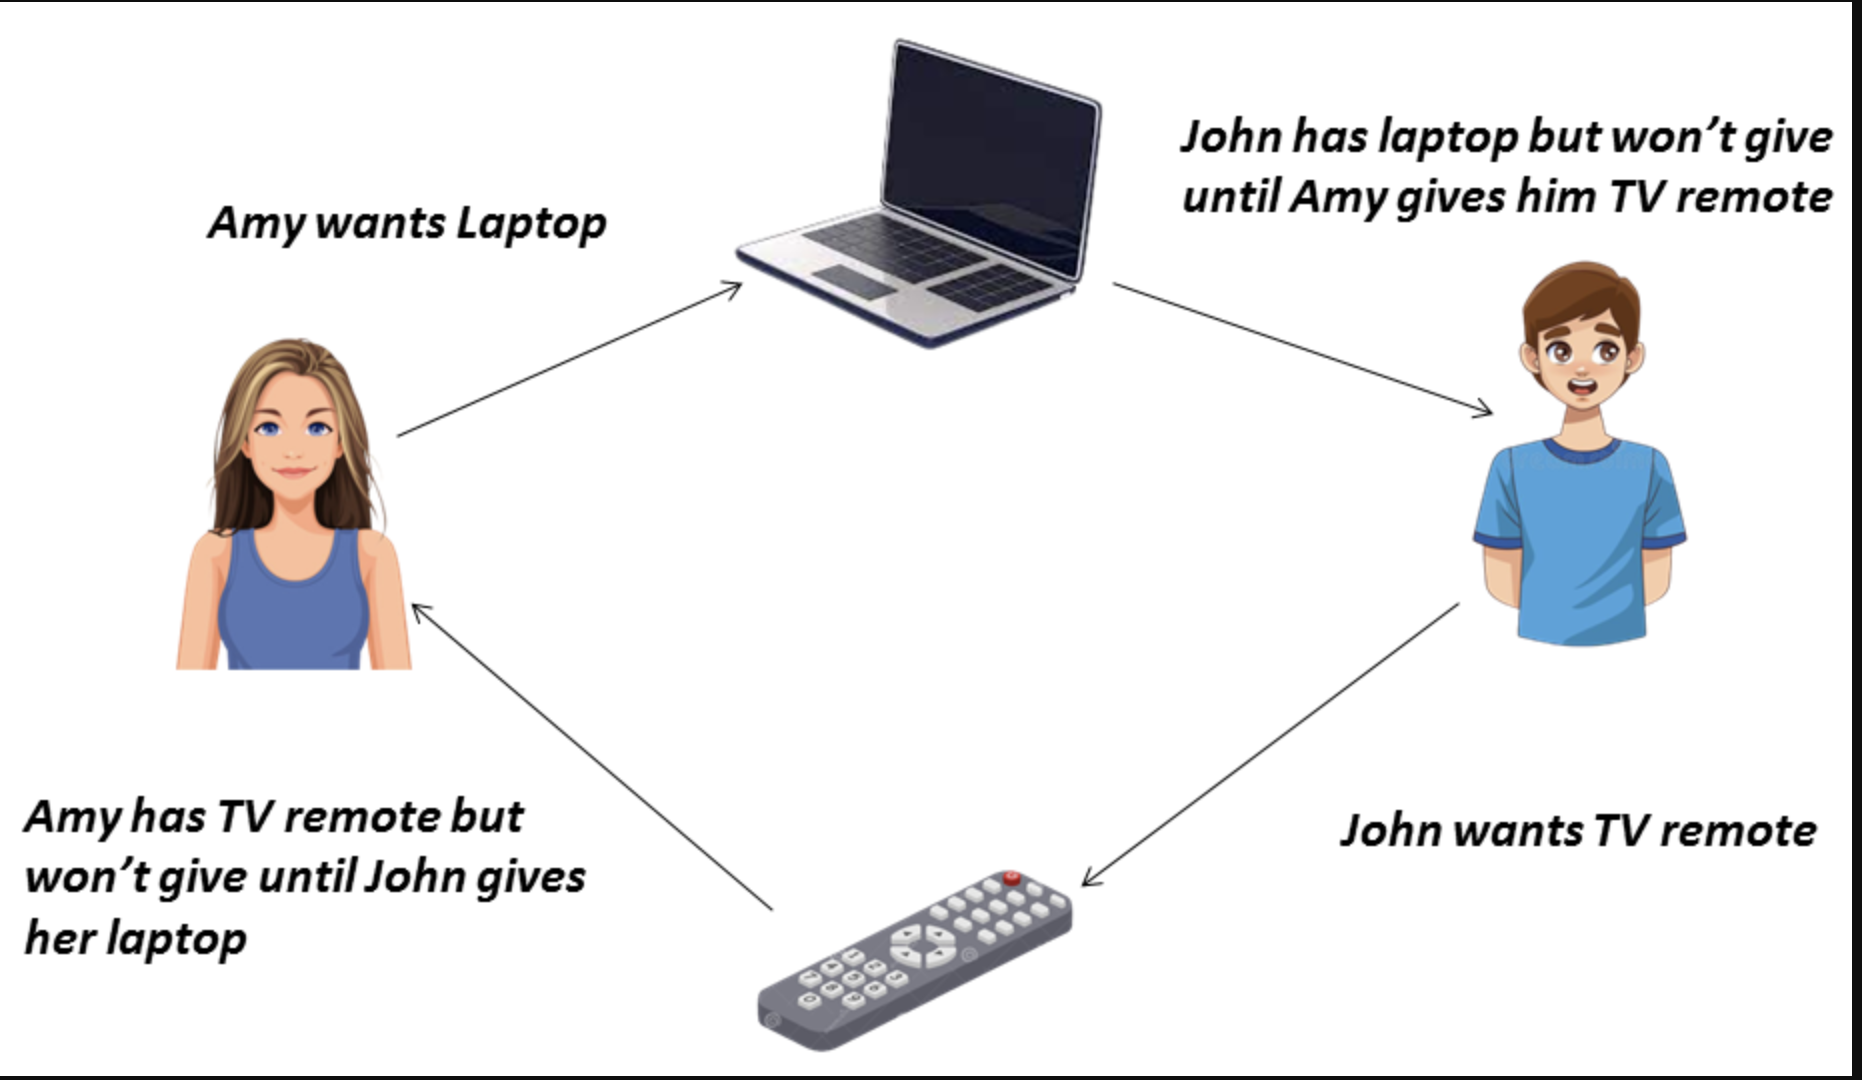 John has laptop but won’t give
until Amy gives him TV remote
Amy wants Laptop
Amy has TV remote but
won’t give until John gives
her laptop
John wants TV remote